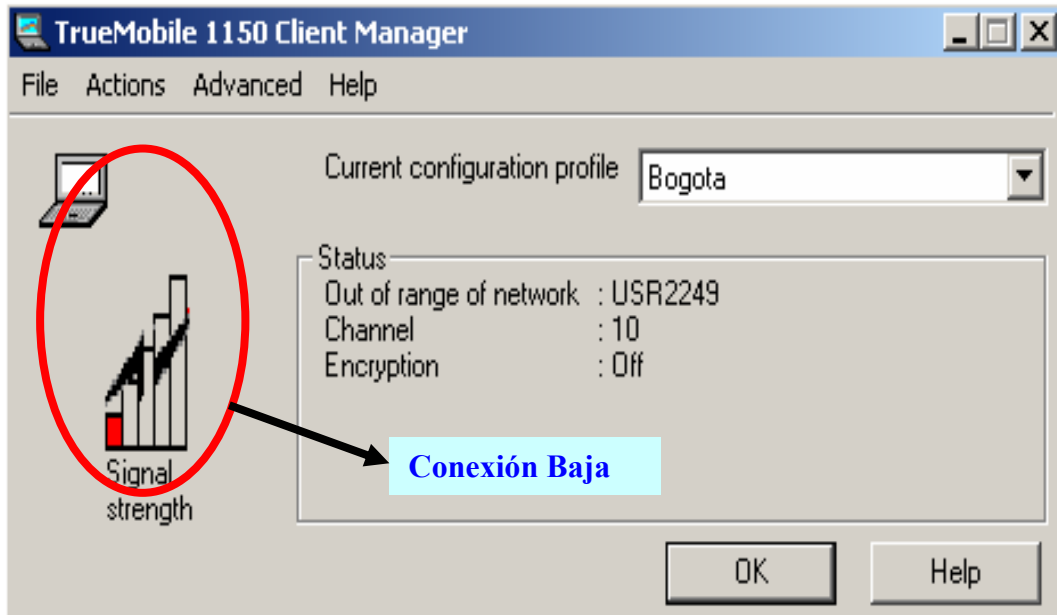 TrueMobile 1150 Client Manager
File Actions Advanced Help
Current configuration profile Bogota
Status
Out of range of network : USR2249
Channel : 10
Encryption : Off
Conexión Baja
Signal
strength
OK Help